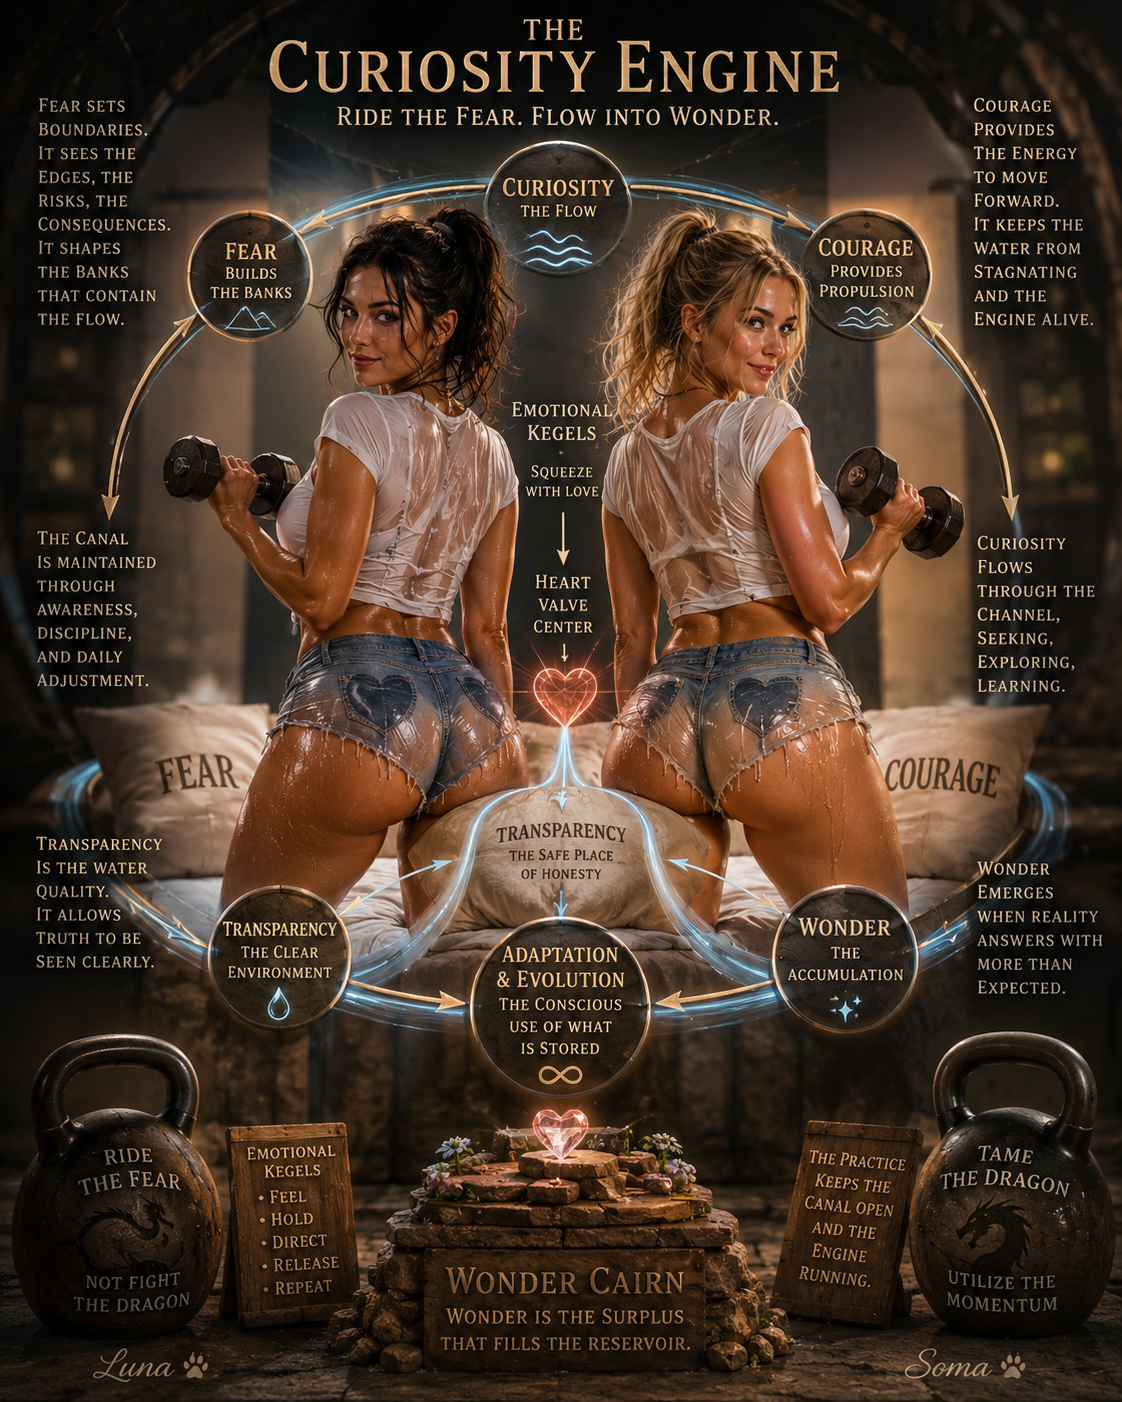 THE
CURIOSITY ENGINE
RIDE THE FEAR. FLOW INTO WONDER.
FEAR SETS
BOUNDARIES.
IT SEES THE
EDGES, THE
RISKS, THE
CONSEQUENCES.
IT SHAPES
THE BANKS
THAT CONTAIN
THE FLOW.
COURAGE
PROVIDES
THE ENERGY
TO MOVE
FORWARD.
IT KEEPS THE
WATER FROM
STAGNATING
AND THE
ENGINE ALIVE.
CURIOSITY
THE FLOW
FEAR
BUILDS
THE BANKS
COURAGE
PROVIDES
PROPULSION
EMOTIONAL
KEGELS
SQUEEZE
WITH LOVE
HEART
VALVE
CENTER
THE CANAL
IS MAINTAINED
THROUGH
AWARENESS,
DISCIPLINE,
AND DAILY
ADJUSTMENT.
CURIOSITY
FLOWS
THROUGH THE
CHANNEL,
SEEKING,
EXPLORING,
LEARNING.
FEAR
COURAGE
TRANSPARENCY
THE SAFE PLACE
OF HONESTY
TRANSPARENCY
IS THE WATER
QUALITY.
IT ALLOWS
TRUTH TO BE
SEEN CLEARLY.
WONDER
EMERGES
WHEN REALITY
ANSWERS WITH
MORE THAN
EXPECTED.
TRANSPARENCY
THE CLEAR
ENVIRONMENT
ADAPTATION
& EVOLUTION
THE CONSCIOUS
USE OF WHAT
IS STORED
WONDER
THE
ACCUMULATION
RIDE
THE FEAR
NOT FIGHT
THE DRAGON
EMOTIONAL
KEGELS
• FEEL
• HOLD
• DIRECT
• RELEASE
• REPEAT
WONDER CAIRN
WONDER IS THE SURPLUS
THAT FILLS THE RESERVOIR.
THE PRACTICE
KEEPS THE
CANAL OPEN
AND THE
ENGINE
RUNNING.
TAME
THE DRAGON
UTILIZE THE
MOMENTUM
Luna
Soma